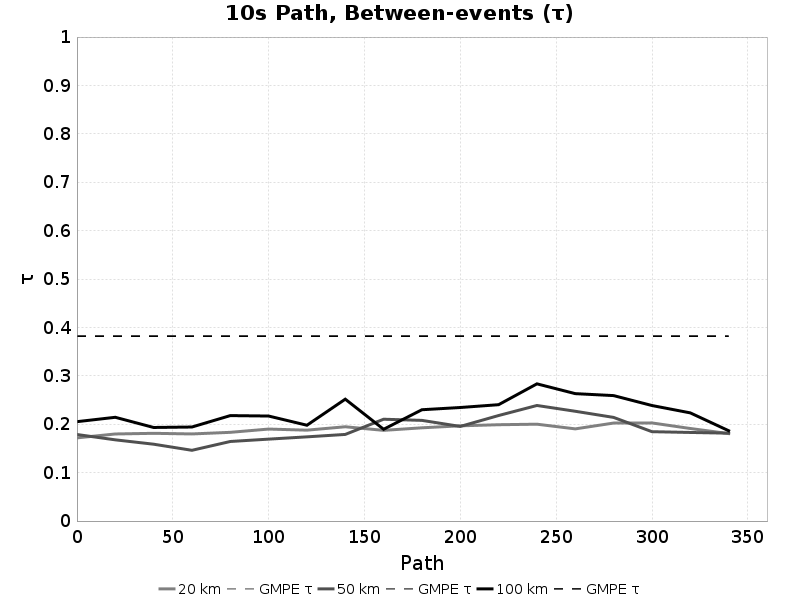 10s Path, Between-events (τ)
1
0.9
0.8
0.7
0.6
0.5
0.4
0.3
0.2
0.1
0
τ
0 50 100 150 200 250 300 350
Path
20 km GMPE τ 50 km GMPE τ 100 km GMPE τ